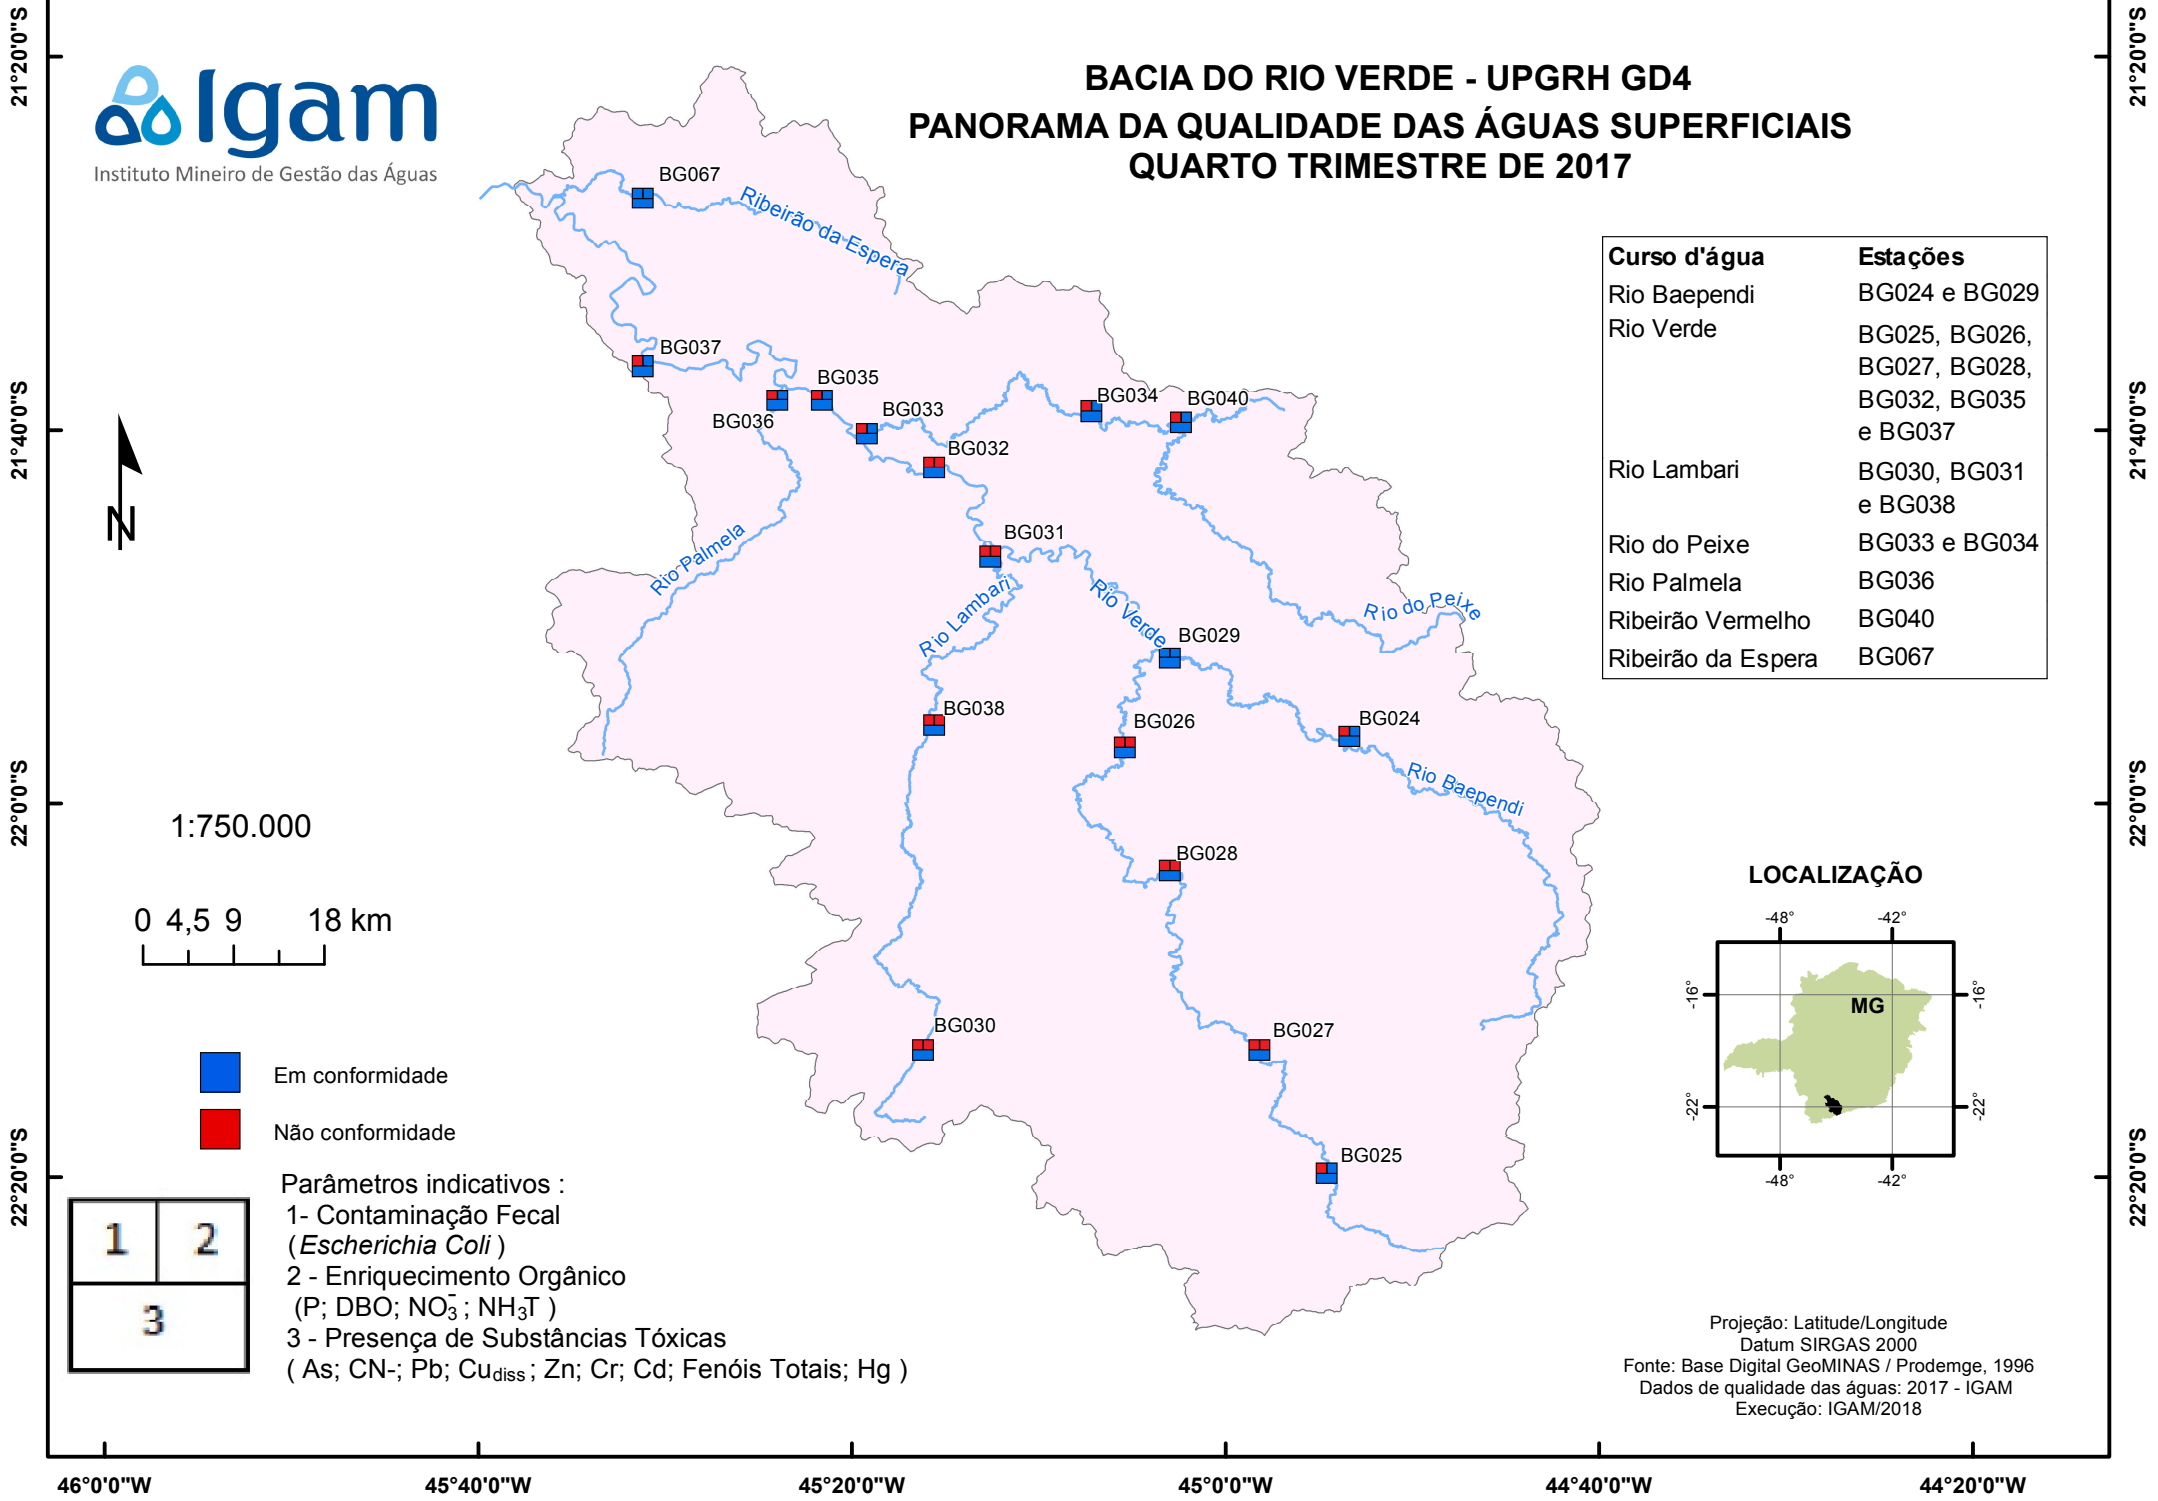 Igam
Instituto Mineiro de Gestão das Águas
BACIA DO RIO VERDE - UPGRH GD4
PANORAMA DA QUALIDADE DAS ÁGUAS SUPERFICIAIS
QUARTO TRIMESTRE DE 2017
Curso d'água Estações
Rio Baependi BG024 e BG029
Rio Verde BG025, BG026,
BG027, BG028,
BG032, BG035
e BG037
Rio Lambari BG030, BG031
e BG038
Rio do Peixe BG033 e BG034
Rio Palmela BG036
Ribeirão Vermelho BG040
Ribeirão da Espera BG067
BG067
Ribeirão da Espera
BG037
BG035
BG036
BG033
BG034
BG040
BG032
BG031
Rio Palmela
Rio Lambari
Rio Verde
Rio do Peixe
BG029
BG038
BG026
BG024
Rio Baependi
BG028
BG030
BG027
BG025
N
1:750.000
0 4,5 9 18 km
Em conformidade
Não conformidade
Parâmetros indicativos :
1- Contaminação Fecal
(Escherichia Coli )
2 - Enriquecimento Orgânico
(P; DBO; NO₃⁻ ; NH₃T )
3 - Presença de Substâncias Tóxicas
( As; CN-; Pb; Cudiss ; Zn; Cr; Cd; Fenóis Totais; Hg )
1 2
3
LOCALIZAÇÃO
-48° -42°
-16° -16°
MG
-22° -22°
-48° -42°
Projeção: Latitude/Longitude
Datum SIRGAS 2000
Fonte: Base Digital GeoMINAS / Prodemge, 1996
Dados de qualidade das águas: 2017 - IGAM
Execução: IGAM/2018
21°20'0"S 21°20'0"S
21°40'0"S 21°40'0"S
22°0'0"S 22°0'0"S
22°20'0"S 22°20'0"S
46°0'0"W 45°40'0"W 45°20'0"W 45°0'0"W 44°40'0"W 44°20'0"W